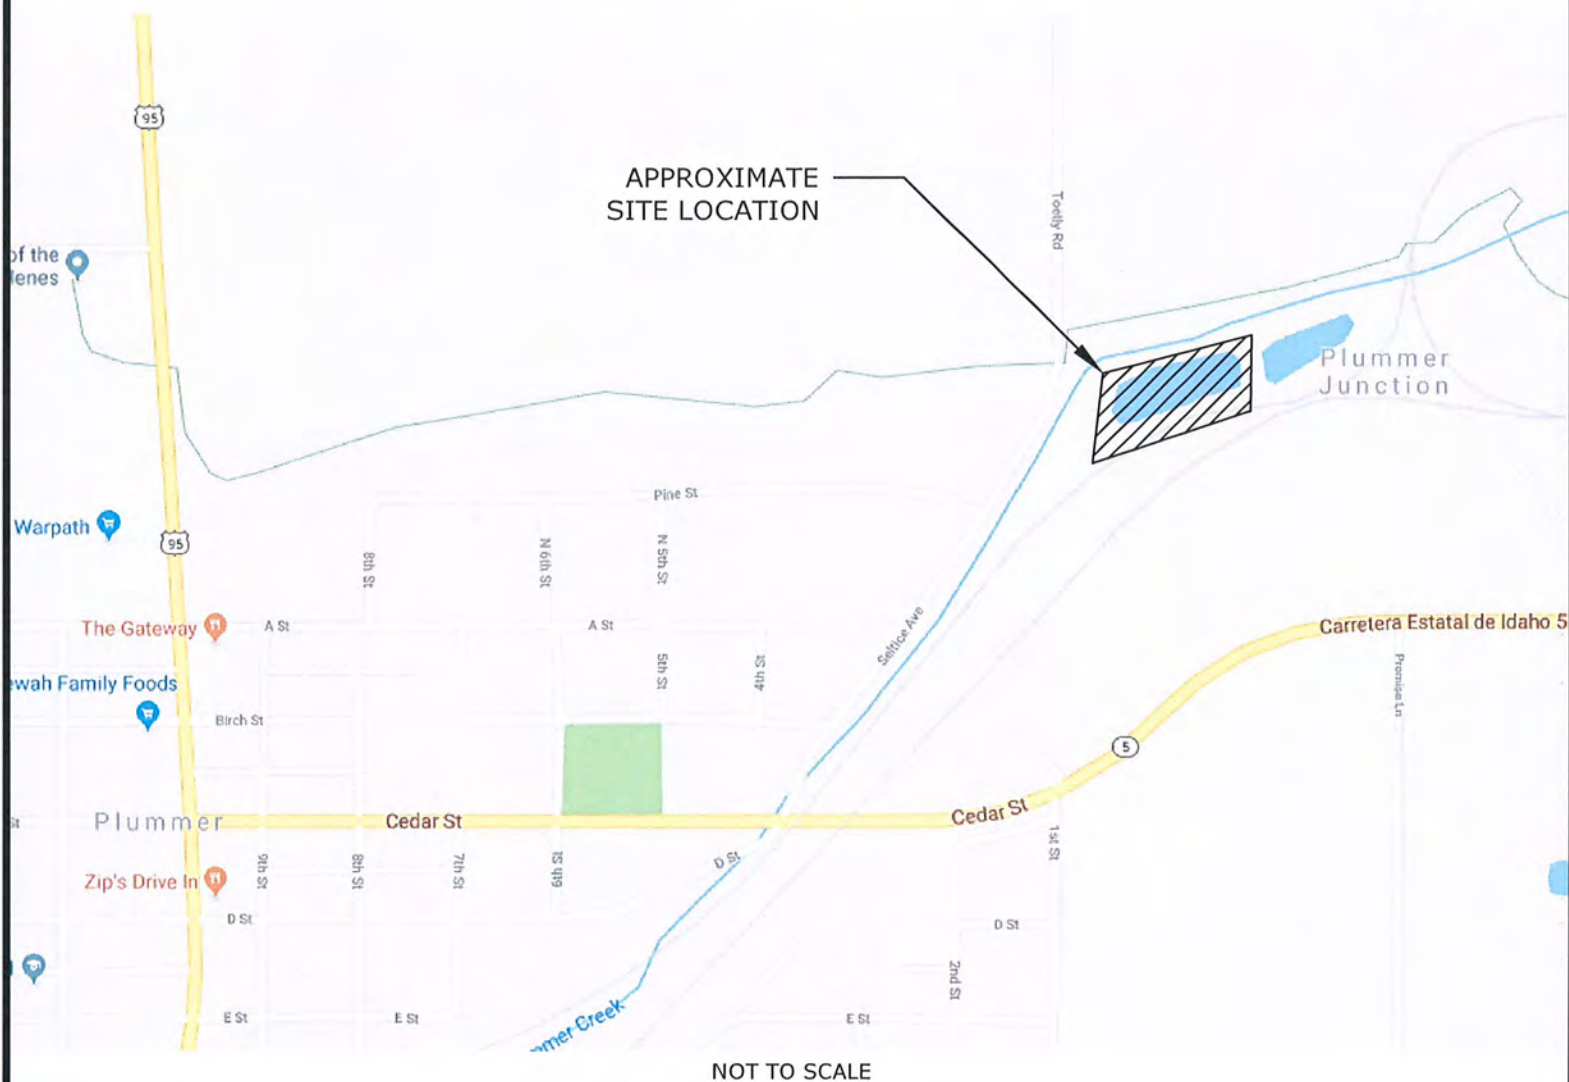 95
APPROXIMATE
SITE LOCATION
Toetly Rd
of the
Plummer
Junction
Pine St
Warpath
95
8th St
N 6th St
N 5th St
The Gateway
A St
A St
Seltice Ave
Carretera Estatal de Idaho 5
5th St
4th St
Promise Ln
Family Foods
Birch St
5
Plummer
Cedar St
Cedar St
1st St
Zip's Drive In
9th St
8th St
7th St
6th St
D St
D St
D St
2nd St
E St
E St
E St
Creek
NOT TO SCALE